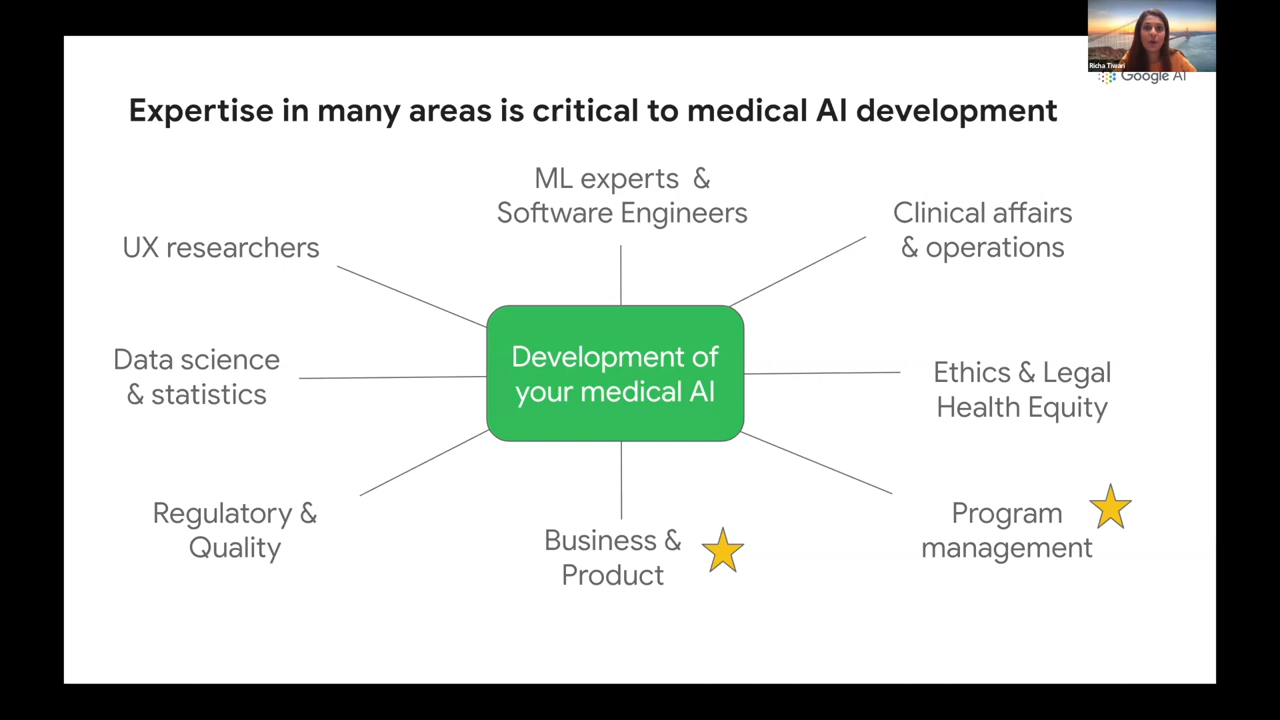 Richa Tiwari
Google AI
Expertise in many areas is critical to medical AI development
ML experts &
Software Engineers
Clinical affairs
& operations
UX researchers
Development of
your medical AI
Data science
& statistics
Ethics & Legal
Health Equity
Regulatory &
Quality
Business &
Product
Program
management